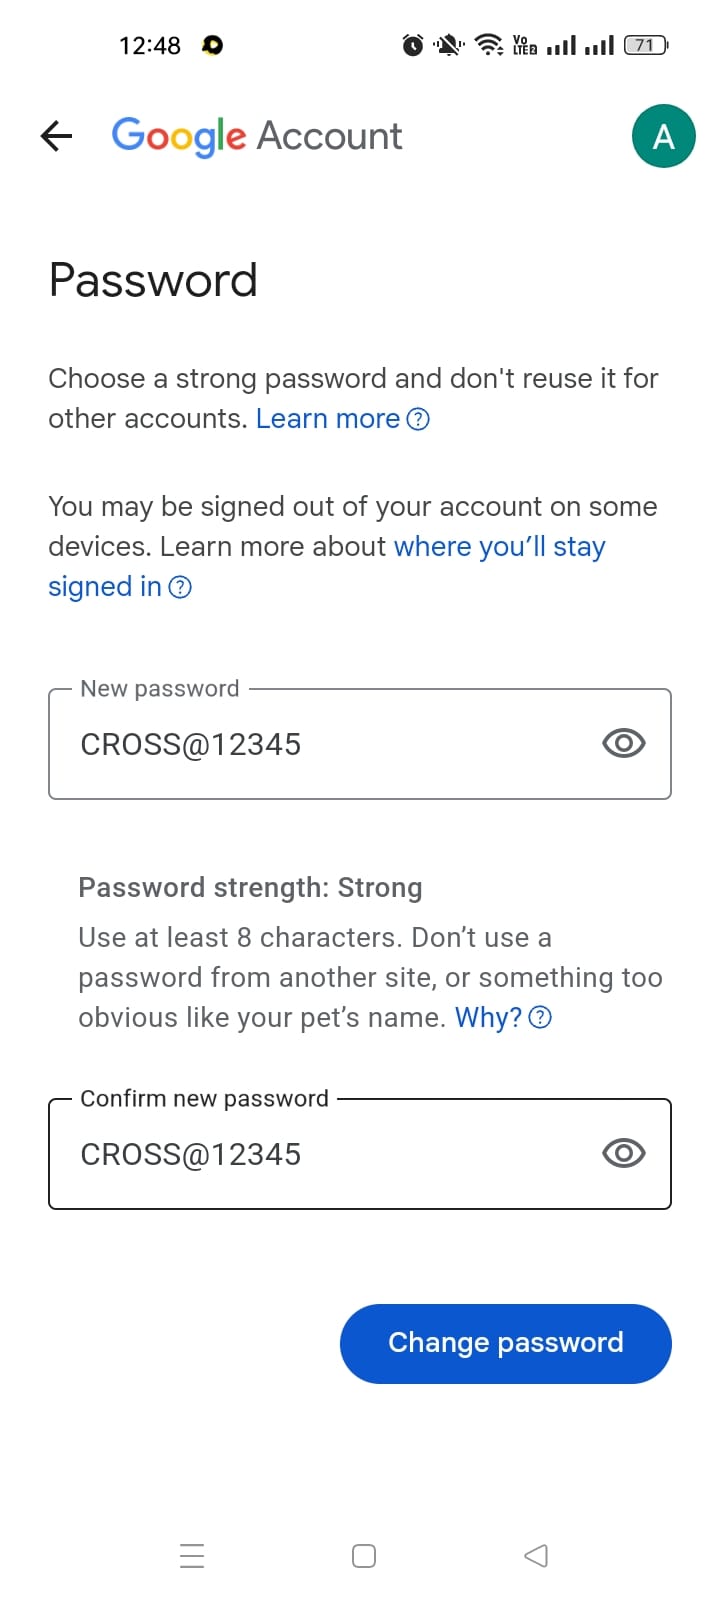 12:48
Vo LTE2 71
Google Account
A
Password
Choose a strong password and don't reuse it for
other accounts. Learn more ?
You may be signed out of your account on some
devices. Learn more about where you’ll stay
signed in ?
New password
CROSS@12345
Password strength: Strong
Use at least 8 characters. Don’t use a
password from another site, or something too
obvious like your pet’s name. Why? ?
Confirm new password
CROSS@12345
Change password